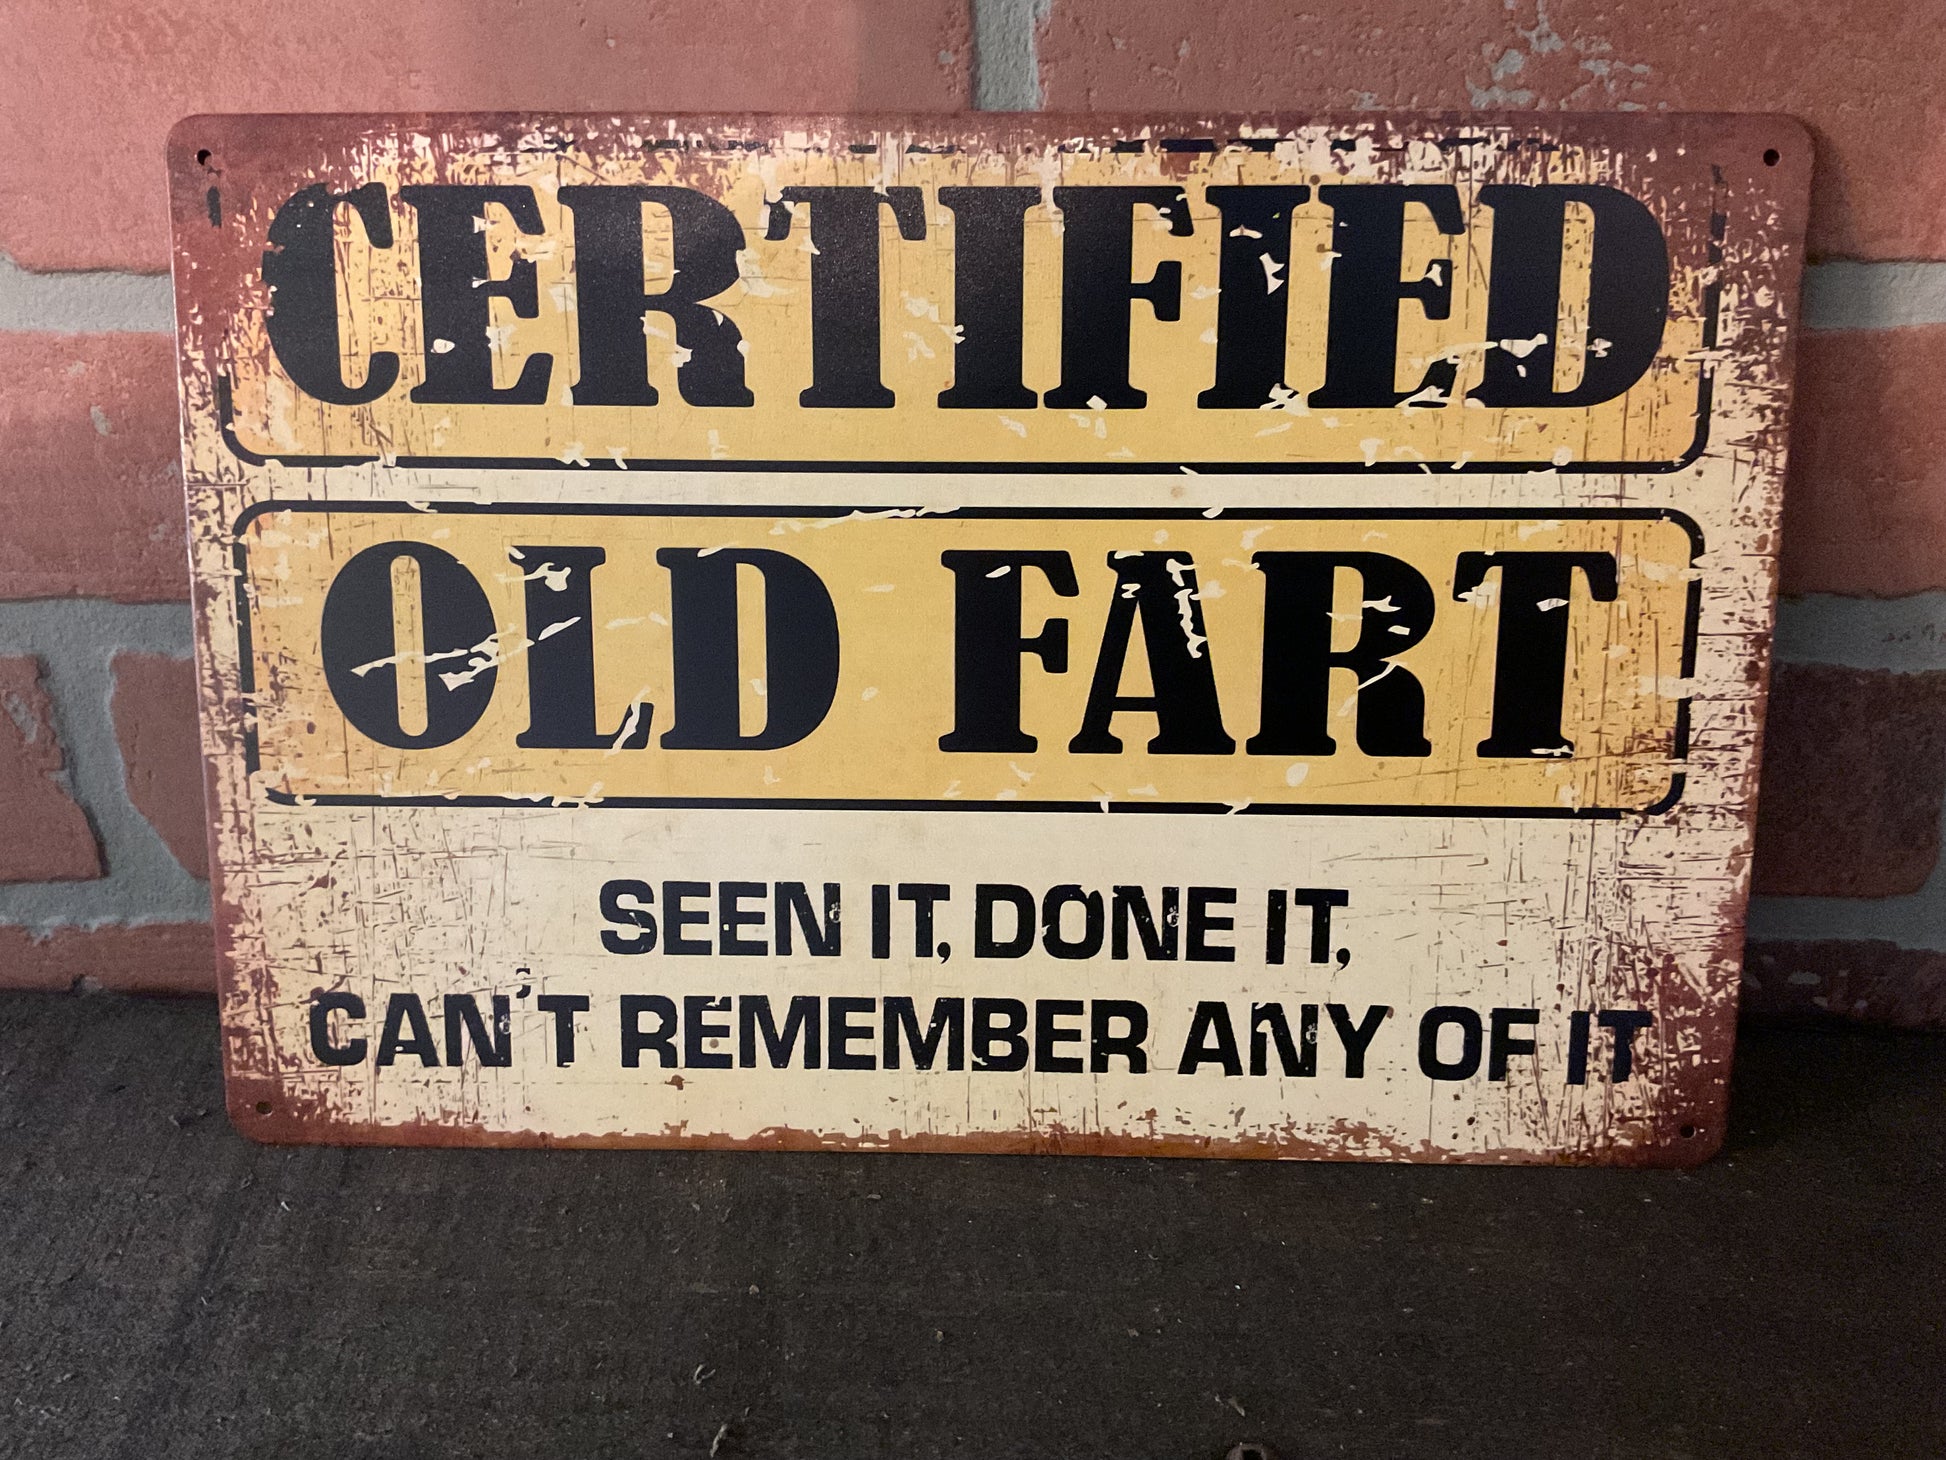 CERTIFIED
OLD FART
SEEN IT, DONE IT,
CAN'T REMEMBER ANY OF IT